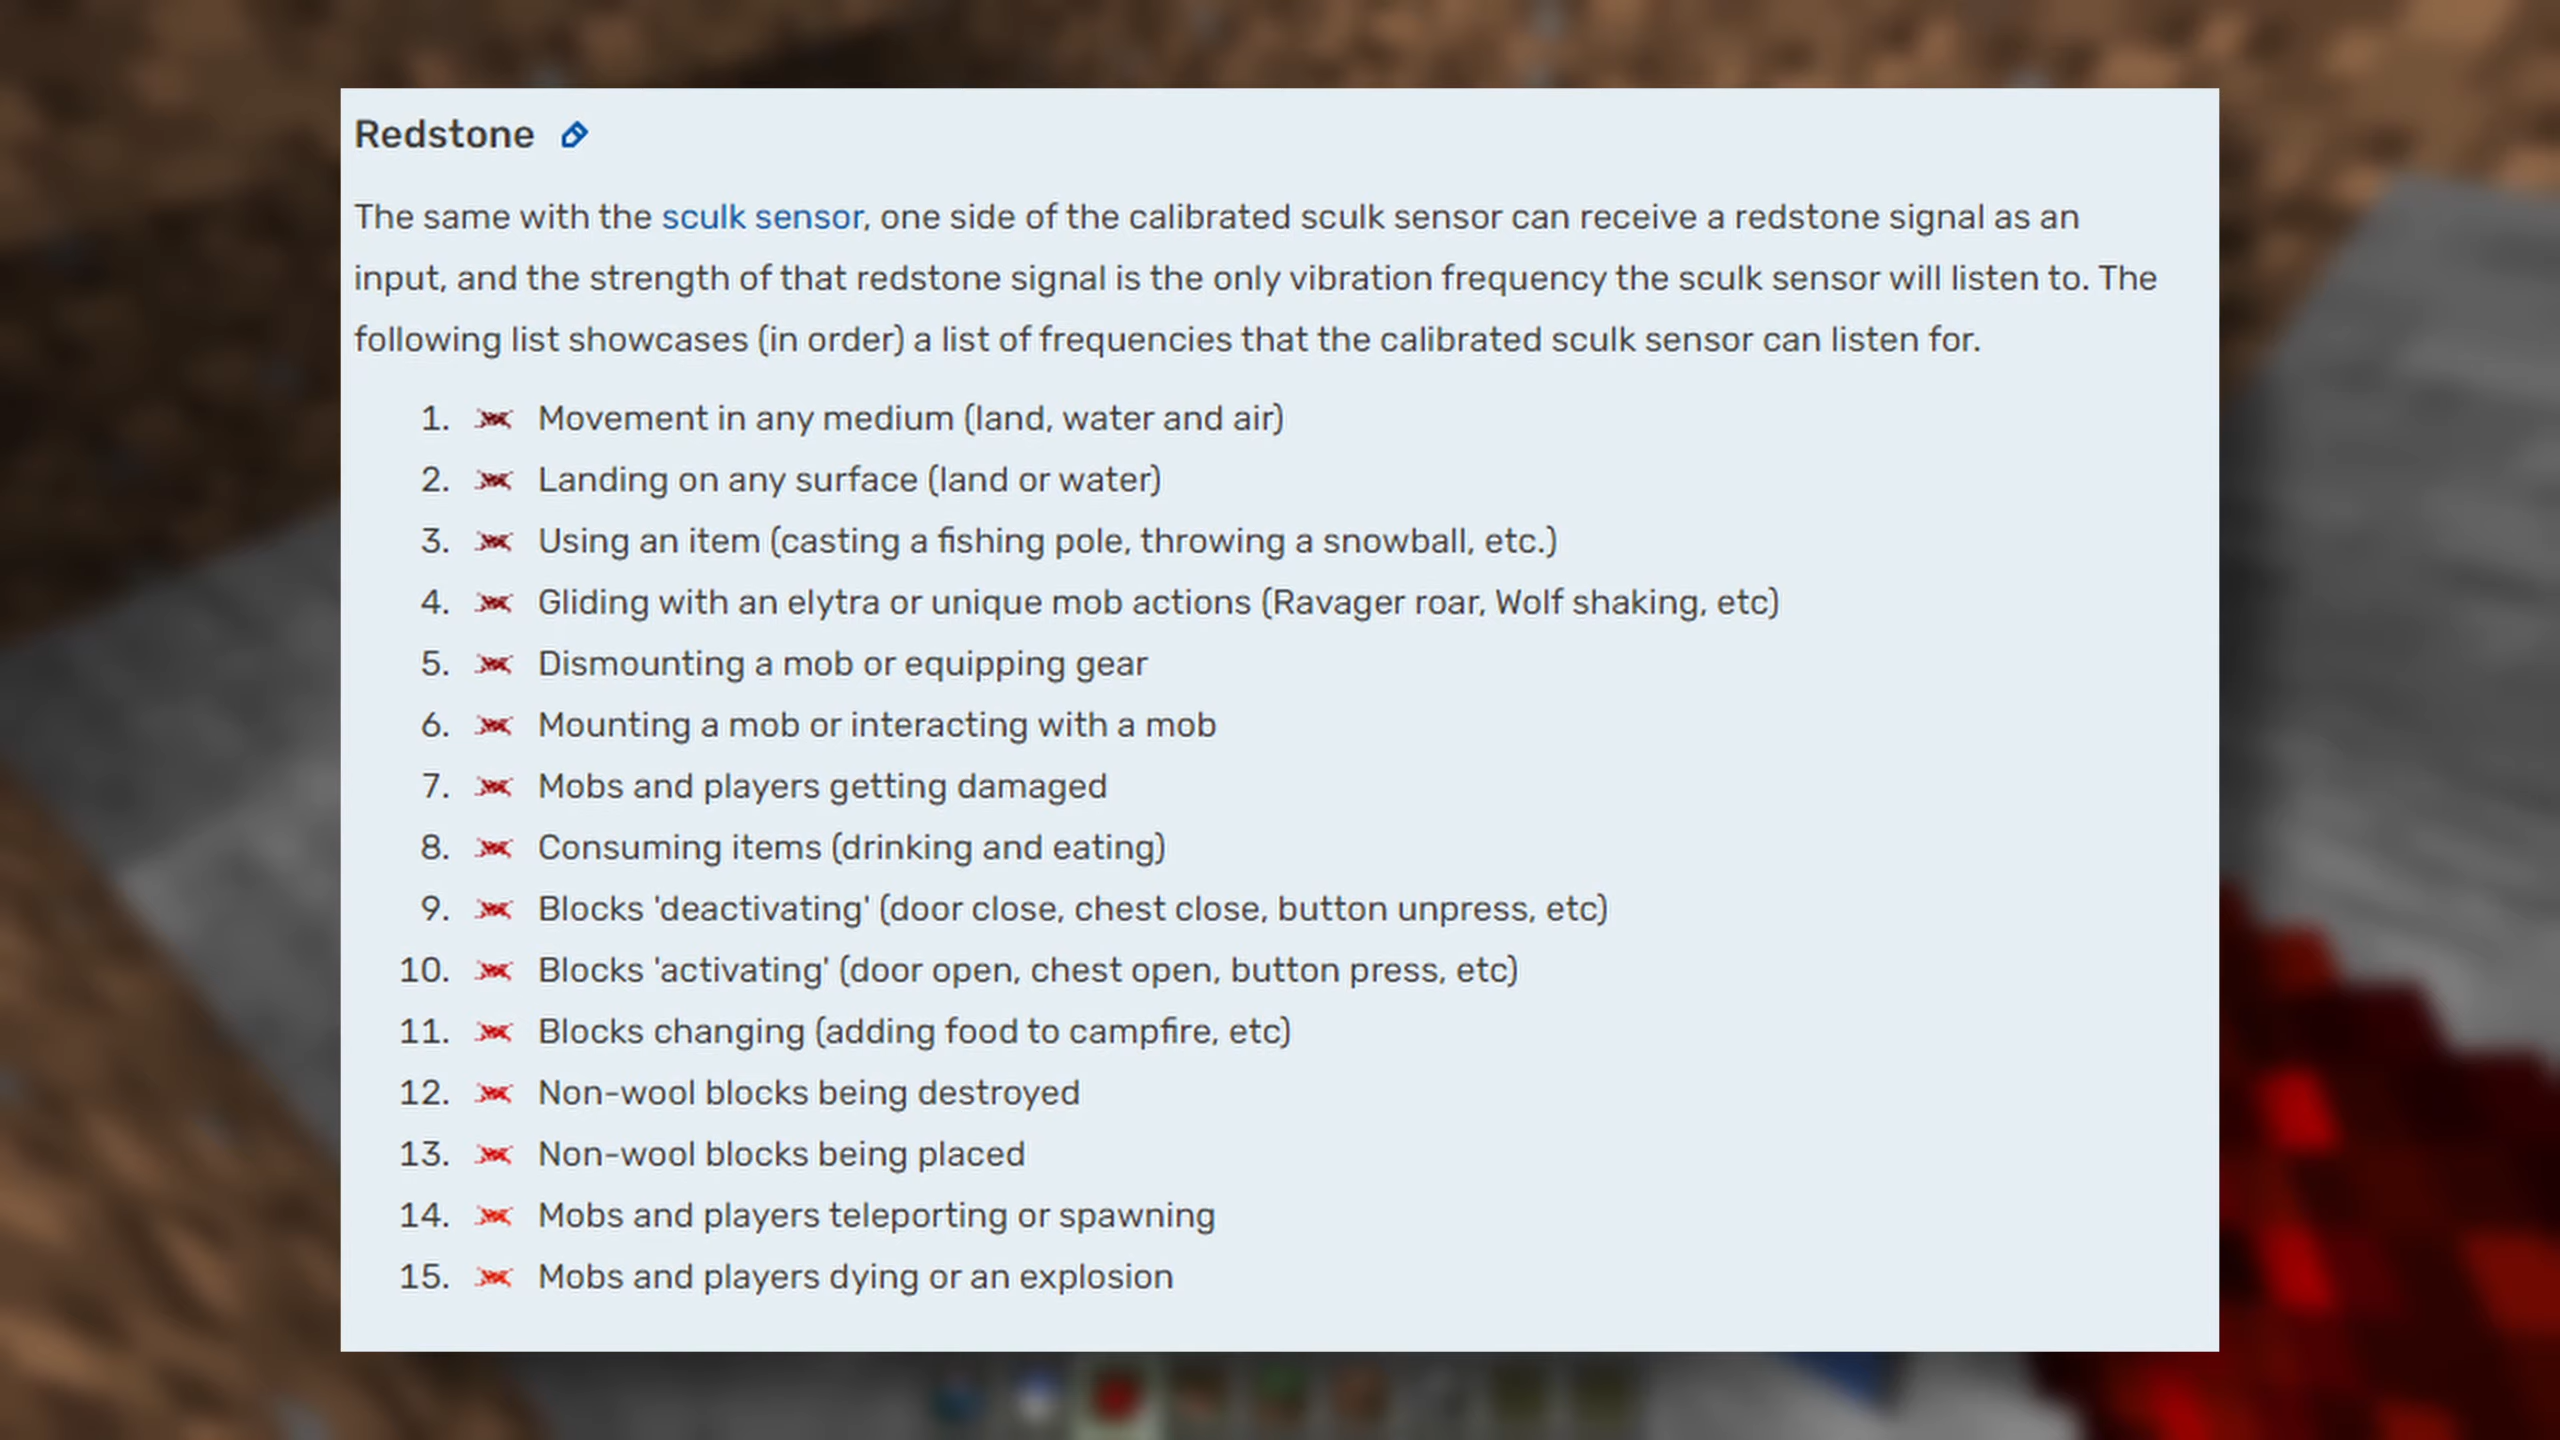 Redstone
The same with the sculk sensor, one side of the calibrated sculk sensor can receive a redstone signal as an
input, and the strength of that redstone signal is the only vibration frequency the sculk sensor will listen to. The
following list showcases (in order) a list of frequencies that the calibrated sculk sensor can listen for.
1. Movement in any medium (land, water and air)
2. Landing on any surface (land or water)
3. Using an item (casting a fishing pole, throwing a snowball, etc.)
4. Gliding with an elytra or unique mob actions (Ravager roar, Wolf shaking, etc)
5. Dismounting a mob or equipping gear
6. Mounting a mob or interacting with a mob
7. Mobs and players getting damaged
8. Consuming items (drinking and eating)
9. Blocks 'deactivating' (door close, chest close, button unpress, etc)
10. Blocks 'activating' (door open, chest open, button press, etc)
11. Blocks changing (adding food to campfire, etc)
12. Non-wool blocks being destroyed
13. Non-wool blocks being placed
14. Mobs and players teleporting or spawning
15. Mobs and players dying or an explosion